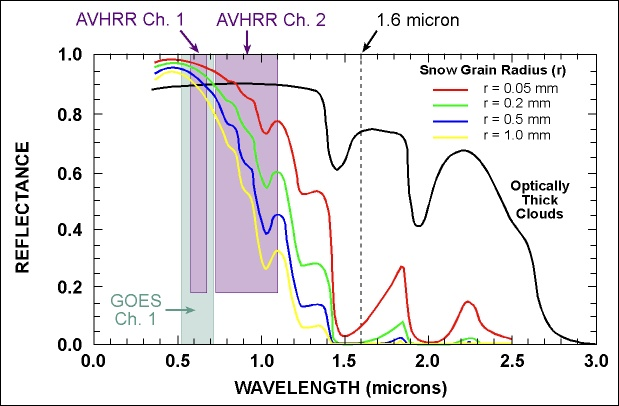 AVHRR Ch. 1
AVHRR Ch. 2
1.6 micron
Snow Grain Radius (r)
r = 0.05 mm
r = 0.2 mm
r = 0.5 mm
r = 1.0 mm
Optically
Thick
Clouds
GOES
Ch. 1
REFLECTANCE
1.0
0.8
0.6
0.4
0.2
0.0
0.0
0.5
1.0
1.5
2.0
2.5
3.0
WAVELENGTH (microns)